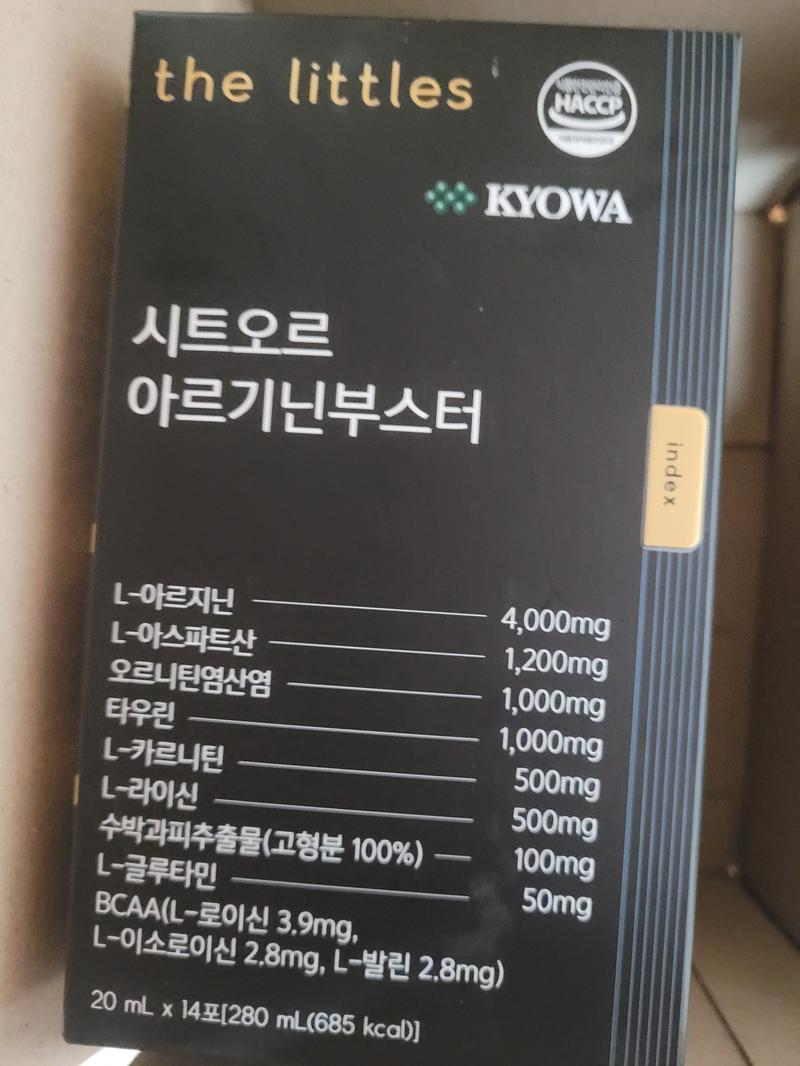 the littles
HACCP
KYOWA
시트오르
아르기닌부스터
index
L-아르지닌 4,000mg
L-아스파트산 1,200mg
오르니틴염산염 1,000mg
타우린 1,000mg
L-카르니틴 500mg
L-라이신 500mg
수박과피추출물(고형분 100%) 100mg
L-글루타민 50mg
BCAA(L-로이신 3.9mg,
L-이소로이신 2.8mg, L-발린 2.8mg)
20 mL x 14포[280 mL(685 kcal)]